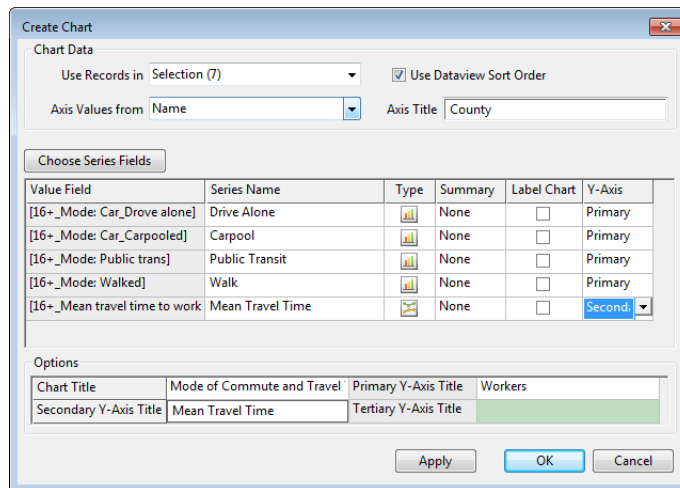 Create Chart
Chart Data
Use Records in Selection (7) Use Dataview Sort Order
Axis Values from Name Axis Title County
Choose Series Fields
Value Field Series Name Type Summary Label Chart Y-Axis
[16+_Mode: Car_Drove alone] Drive Alone None Primary
[16+_Mode: Car_Carpooled] Carpool None Primary
[16+_Mode: Public trans] Public Transit None Primary
[16+_Mode: Walked] Walk None Primary
[16+_Mean travel time to work Mean Travel Time None Second
Options
Chart Title Mode of Commute and Travel Primary Y-Axis Title Workers
Secondary Y-Axis Title Mean Travel Time Tertiary Y-Axis Title
Apply OK Cancel